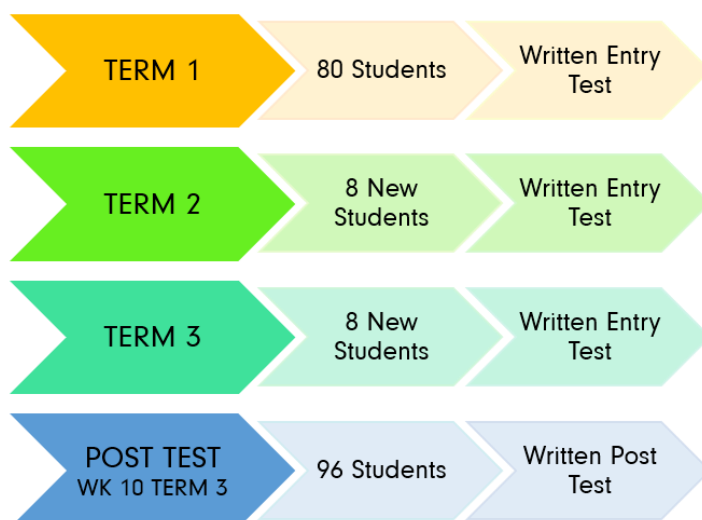 TERM 1
80 Students
Written Entry
Test
TERM 2
8 New
Students
Written Entry
Test
TERM 3
8 New
Students
Written Entry
Test
POST TEST
WK 10 TERM 3
96 Students
Written Post
Test